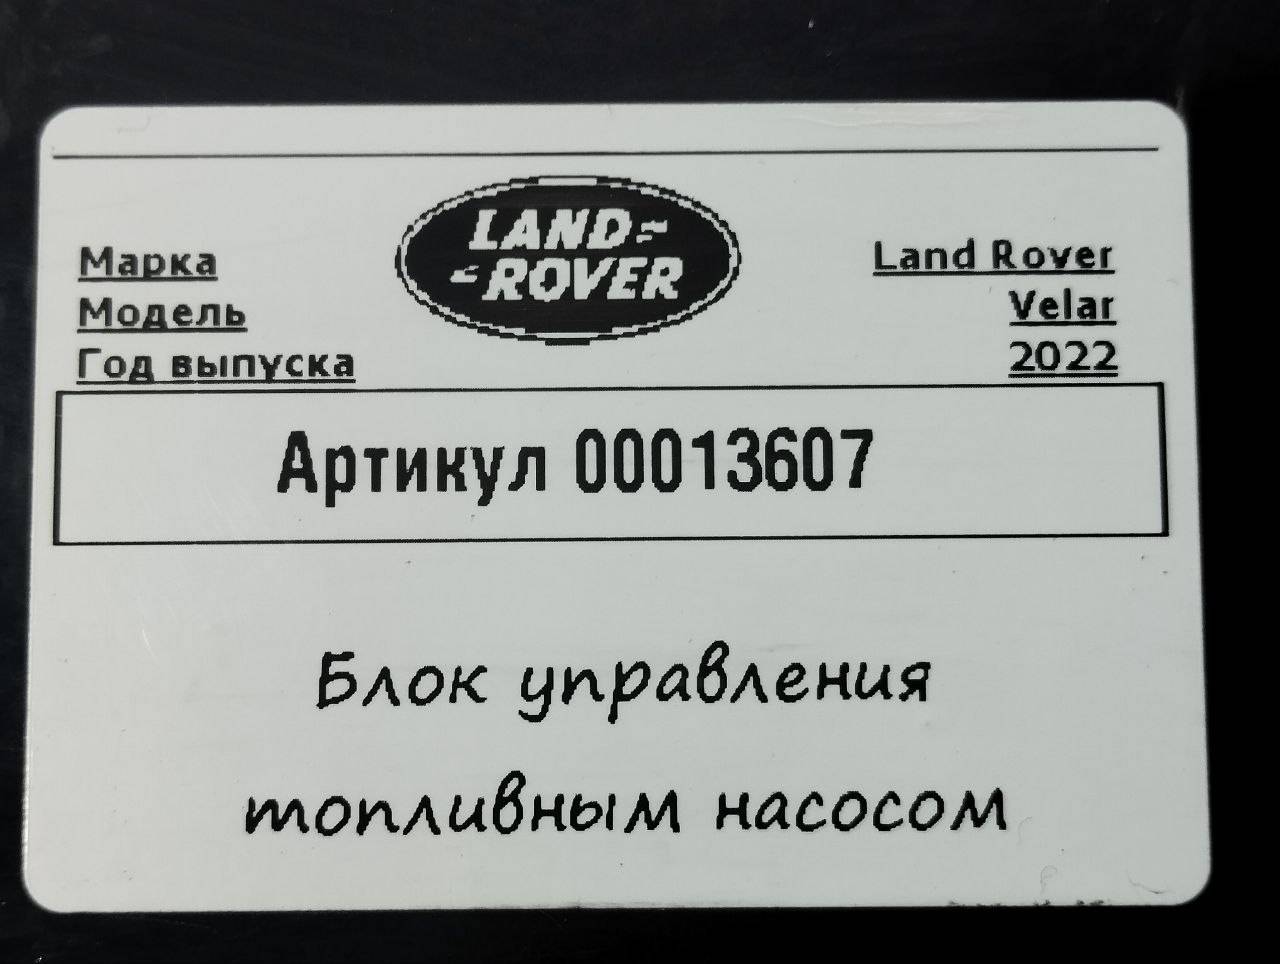 LAND
ROVER
Марка Land Rover
Модель Velar
Год выпуска 2022
Артикул 00013607
Блок управления
топливным насосом